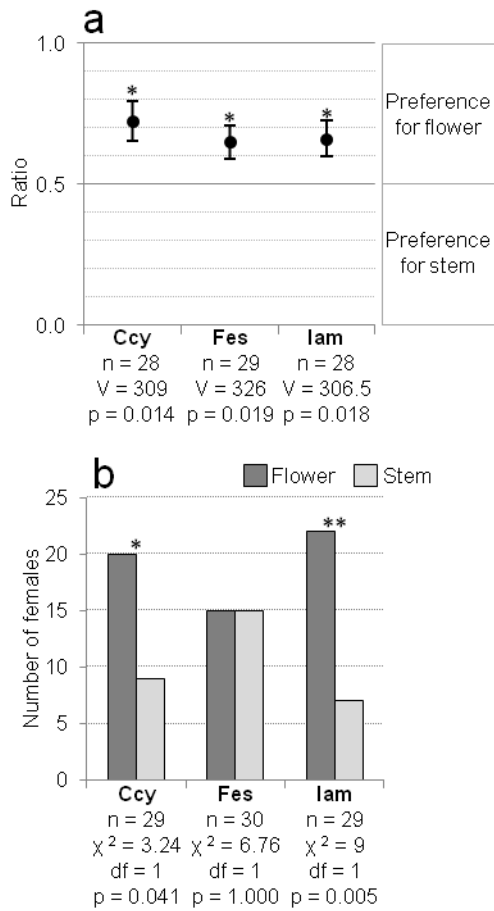 a
1.0
0.5
0.0
Ratio
Preference
for flower
Preference
for stem
*
*
*
Ccy Fes Iam
n = 28 n = 29 n = 28
V = 309 V = 326 V = 306.5
p = 0.014 p = 0.019 p = 0.018
b
Flower Stem
25
20
15
10
5
0
Number of females
*
**
Ccy Fes Iam
n = 29 n = 30 n = 29
χ² = 3.24 χ² = 6.76 χ² = 9
df = 1 df = 1 df = 1
p = 0.041 p = 1.000 p = 0.005